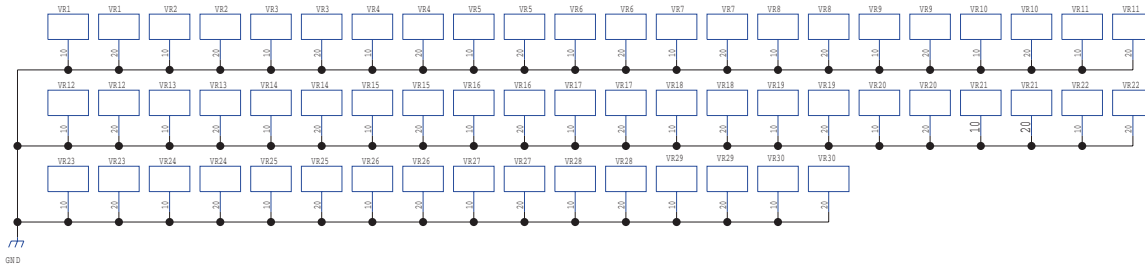 VR1 VR1 VR2 VR2 VR3 VR3 VR4 VR4 VR5 VR5 VR6 VR6 VR7 VR7 VR8 VR8 VR9 VR9 VR10 VR10 VR11 VR11
10 20 10 20 10 20 10 20 10 20 10 20 10 20 10 20 10 20 10 20 10 20
VR12 VR12 VR13 VR13 VR14 VR14 VR15 VR15 VR16 VR16 VR17 VR17 VR18 VR18 VR19 VR19 VR20 VR20 VR21 VR21 VR22 VR22
10 20 10 20 10 20 10 20 10 20 10 20 10 20 10 20 10 20 10 20 10 20
VR23 VR23 VR24 VR24 VR25 VR25 VR26 VR26 VR27 VR27 VR28 VR28 VR29 VR29 VR30 VR30
10 20 10 20 10 20 10 20 10 20 10 20 10 20 10 20
GND